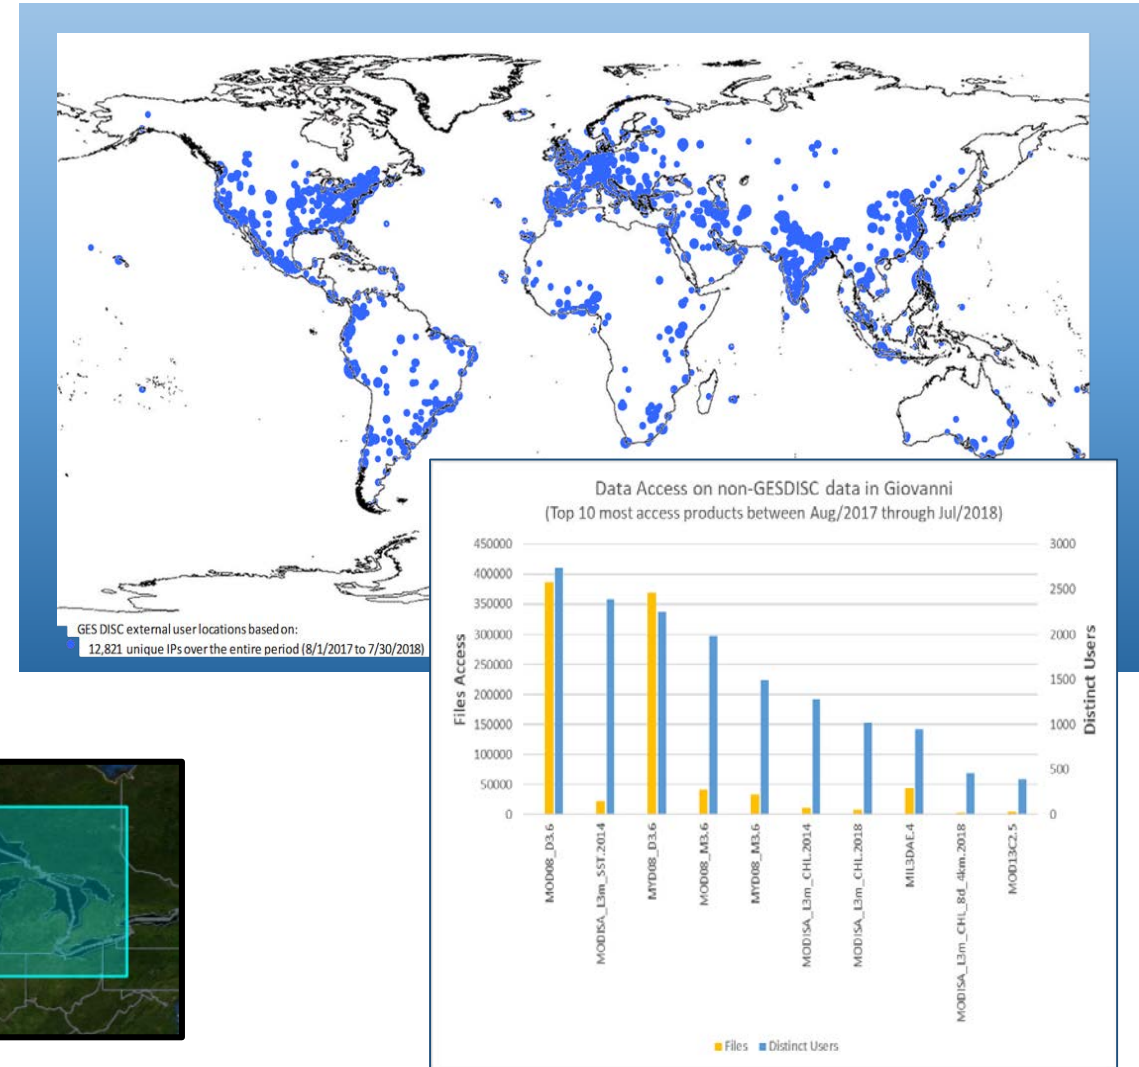 GES DISC external user locations based on:
12,821 unique IPs over the entire period (8/1/2017 to 7/30/2018)
Data Access on non-GESDISC data in Giovanni
(Top 10 most access products between Aug/2017 through Jul/2018)
Files Access
450000
400000
350000
300000
250000
200000
150000
100000
50000
0
3000
2500
2000
1500
1000
500
0
Distinct Users
MOD08_D3.6
MODISA_L3m_SST.2014
MYD08_D3.6
MOD08_M3.6
MYD08_M3.6
MODISA_L3m_CHL.2014
MODISA_L3m_CHL.2018
MIL3DAE.4
MODISA_L3m_CHL_8d_4km.2018
MOD13C2.5
Files
Distinct Users